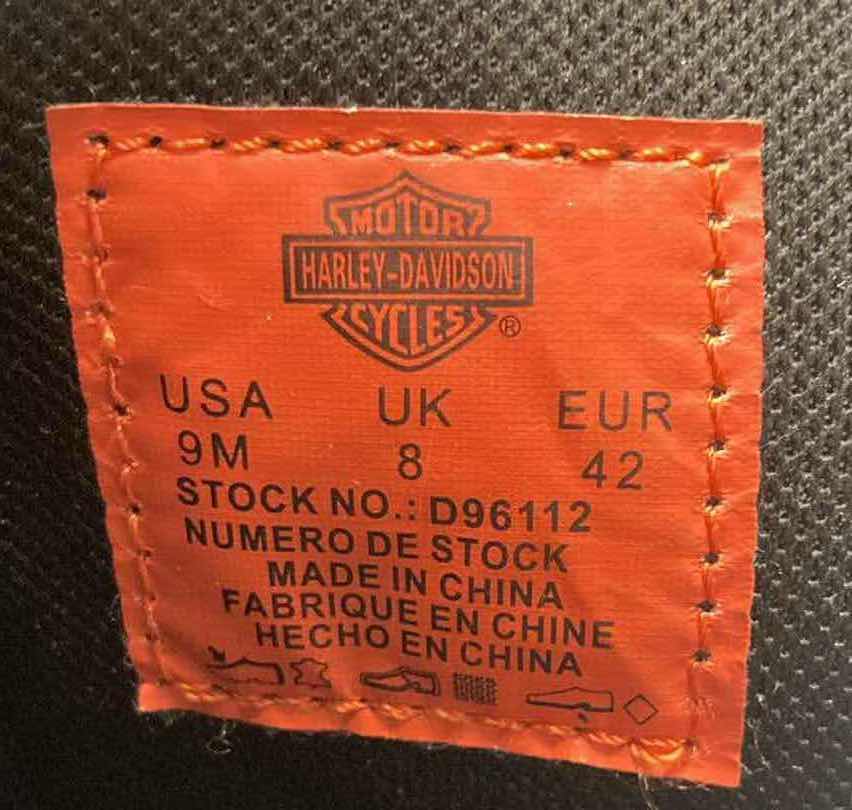 MOTOR
HARLEY-DAVIDSON
CYCLES ®
USA UK EUR
9M 8 42
STOCK NO.: D96112
NUMERO DE STOCK
MADE IN CHINA
FABRIQUE EN CHINE
HECHO EN CHINA